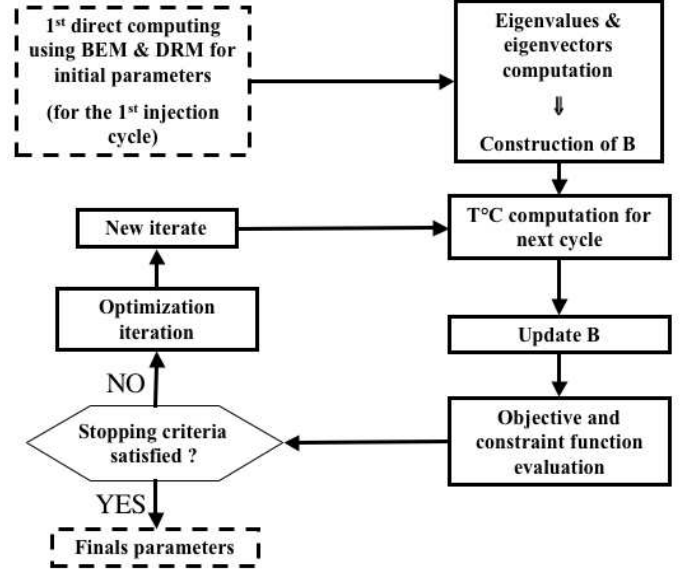 1st direct computing
using BEM & DRM for
initial parameters
(for the 1st injection
cycle)
Eigenvalues &
eigenvectors
computation
⇓
Construction of B
T°C computation for
next cycle
New iterate
Optimization
iteration
Update B
NO
Stopping criteria
satisfied ?
Objective and
constraint function
evaluation
YES
Finals parameters